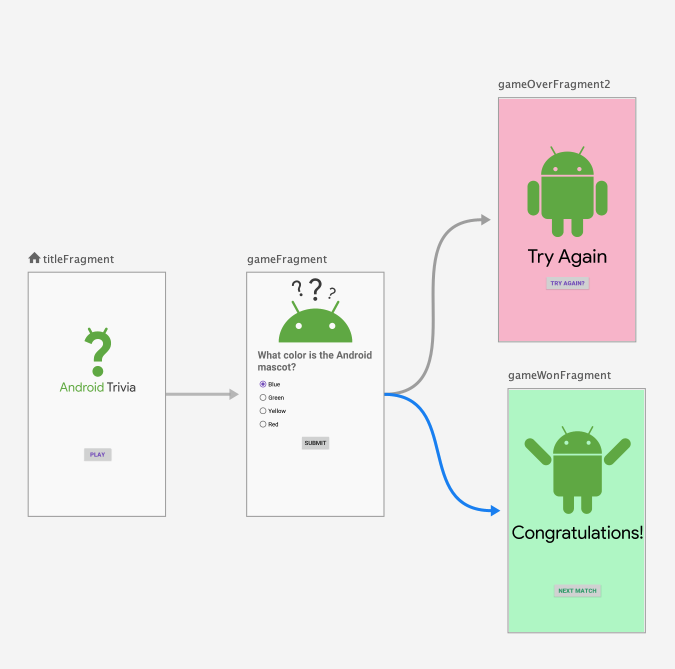 titleFragment
Android Trivia
PLAY
gameFragment
? ? ?
What color is the Android
mascot?
Blue
Green
Yellow
Red
SUBMIT
gameOverFragment2
Try Again
TRY AGAIN?
gameWonFragment
Congratulations!
NEXT MATCH